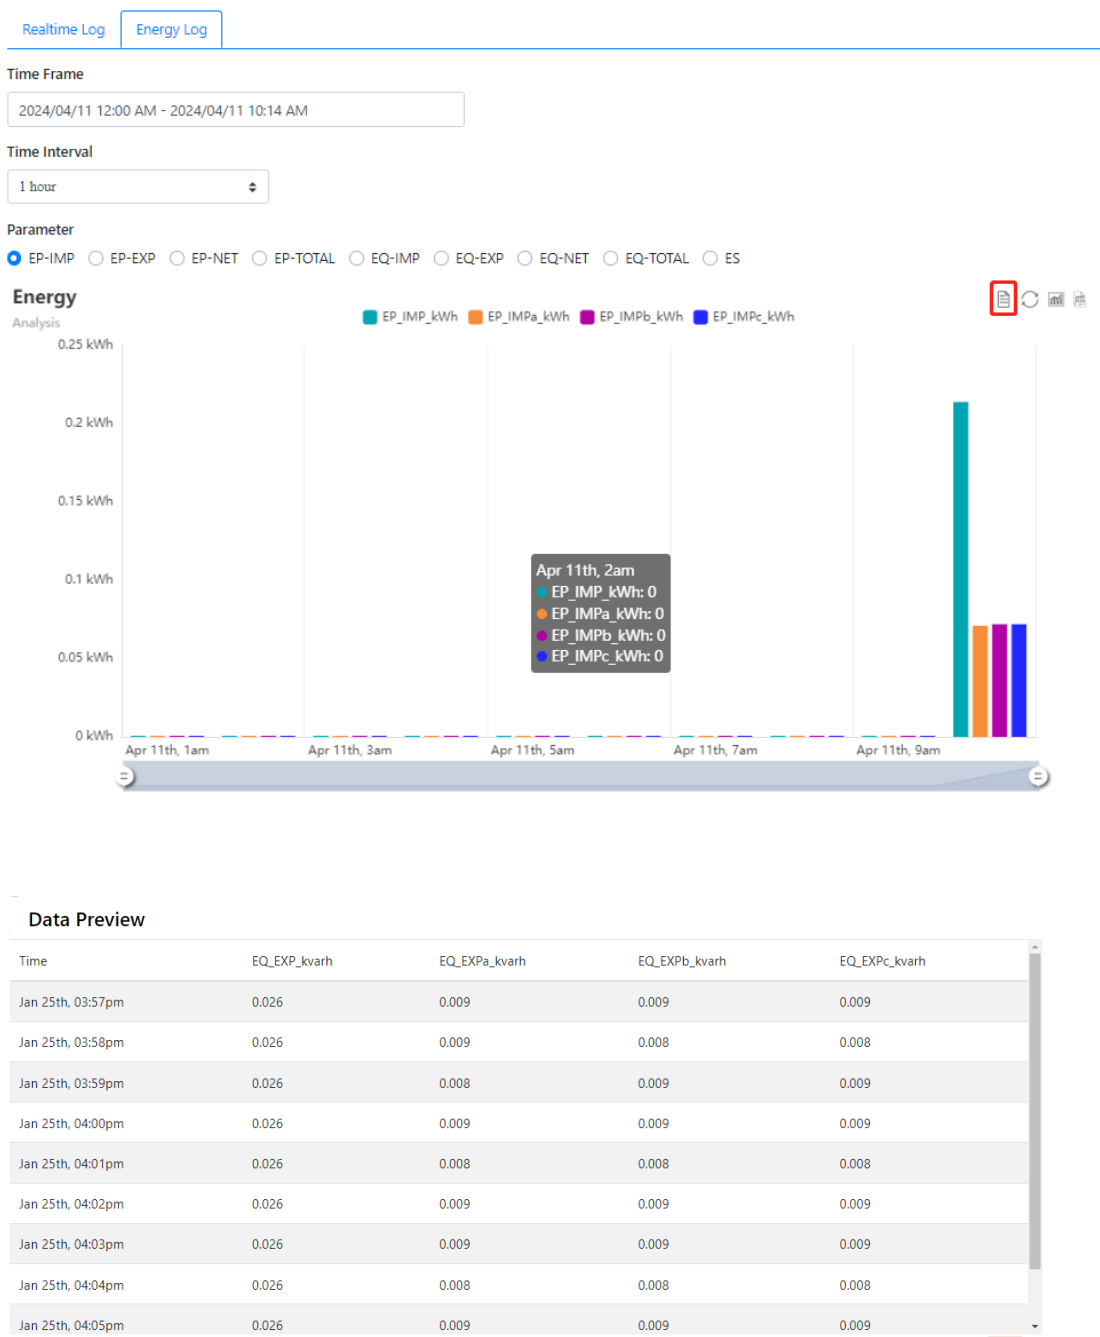 Realtime Log Energy Log
Time Frame
2024/04/11 12:00 AM - 2024/04/11 10:14 AM
Time Interval
1 hour
Parameter
EP-IMP EP-EXP EP-NET EP-TOTAL EQ-IMP EQ-EXP EQ-NET EQ-TOTAL ES
Energy
Analysis
EP_IMP_kWh EP_IMPa_kWh EP_IMPb_kWh EP_IMPc_kWh
0.25 kWh
0.2 kWh
0.15 kWh
0.1 kWh
0.05 kWh
0 kWh
Apr 11th, 2am
EP_IMP_kWh: 0
EP_IMPa_kWh: 0
EP_IMPb_kWh: 0
EP_IMPc_kWh: 0
Apr 11th, 1am Apr 11th, 3am Apr 11th, 5am Apr 11th, 7am Apr 11th, 9am
Data Preview
Time EQ_EXP_kvarh EQ_EXPa_kvarh EQ_EXPb_kvarh EQ_EXPc_kvarh
Jan 25th, 03:57pm 0.026 0.009 0.009 0.009
Jan 25th, 03:58pm 0.026 0.009 0.008 0.008
Jan 25th, 03:59pm 0.026 0.008 0.009 0.009
Jan 25th, 04:00pm 0.026 0.009 0.009 0.009
Jan 25th, 04:01pm 0.026 0.008 0.008 0.008
Jan 25th, 04:02pm 0.026 0.009 0.009 0.009
Jan 25th, 04:03pm 0.026 0.009 0.009 0.009
Jan 25th, 04:04pm 0.026 0.008 0.008 0.008
Jan 25th, 04:05pm 0.026 0.009 0.009 0.009